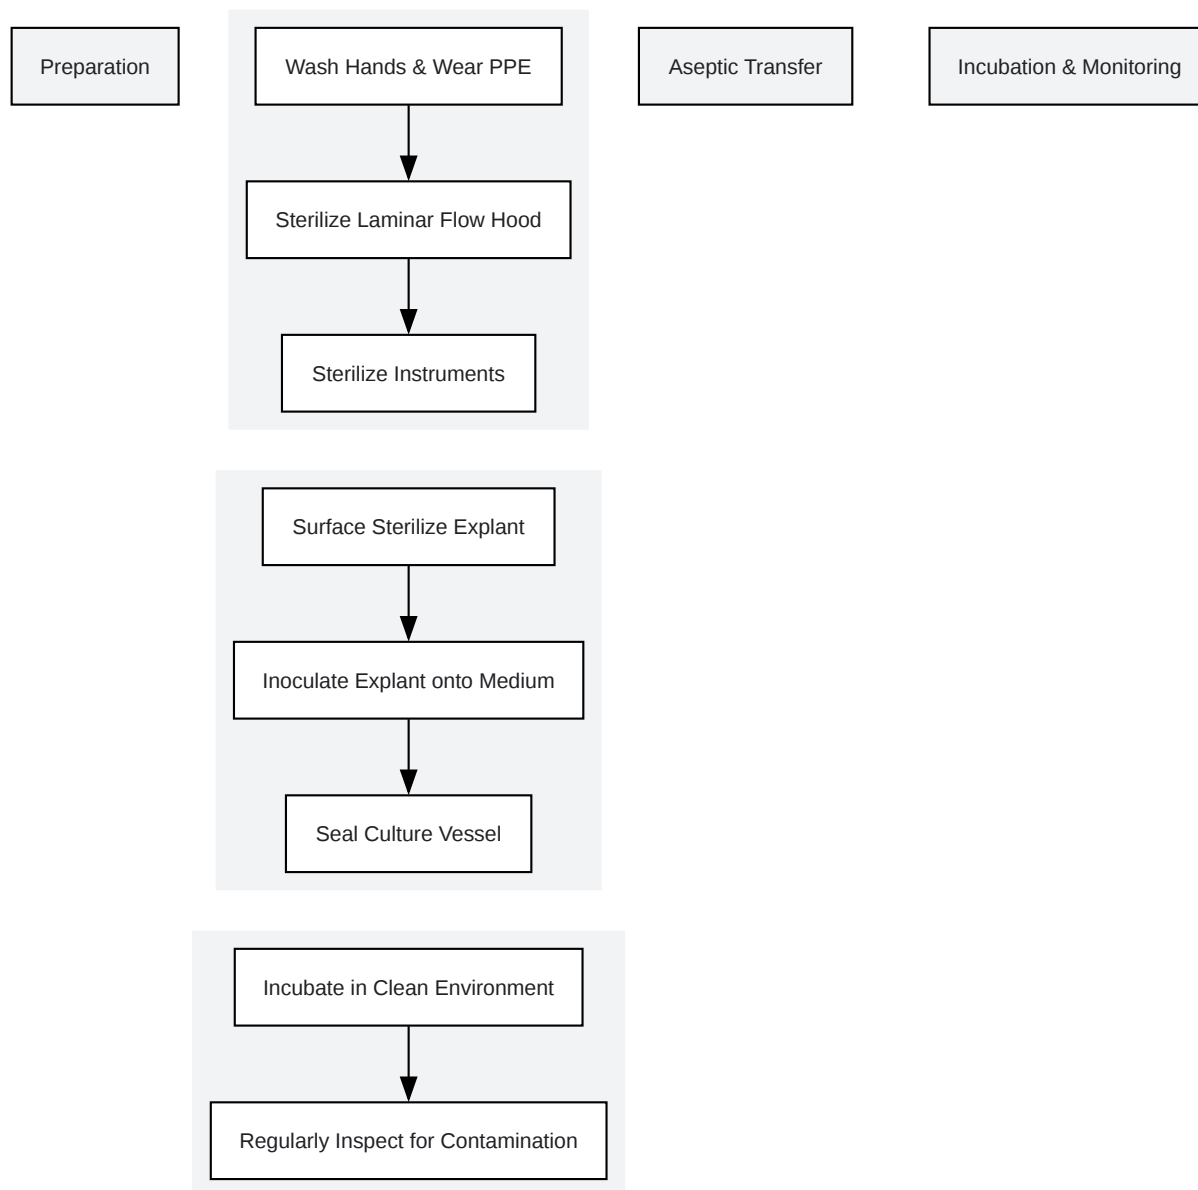 Preparation
Wash Hands & Wear PPE
Aseptic Transfer
Incubation & Monitoring
Sterilize Laminar Flow Hood
Sterilize Instruments
Surface Sterilize Explant
Inoculate Explant onto Medium
Seal Culture Vessel
Incubate in Clean Environment
Regularly Inspect for Contamination